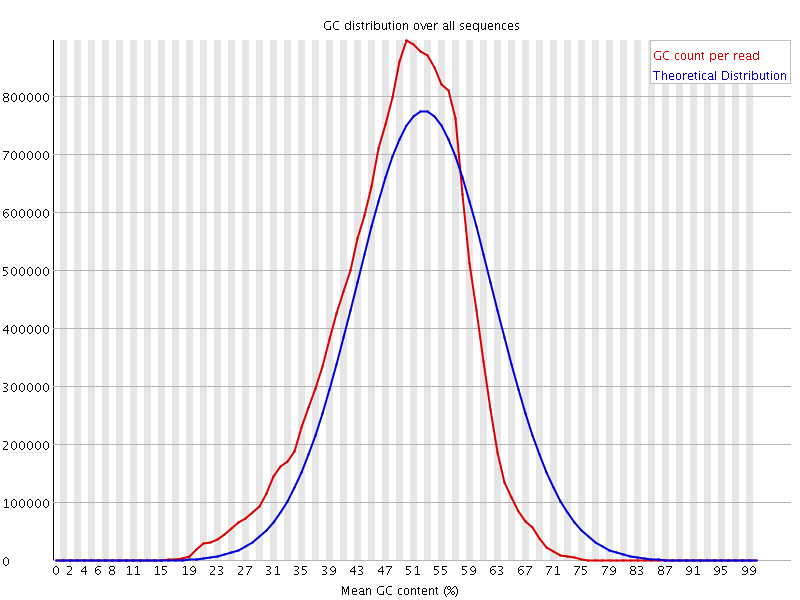 GC distribution over all sequences
GC count per read
Theoretical Distribution
800000
700000
600000
500000
400000
300000
200000
100000
0
0 2 4 6 8 11 15 19 23 27 31 35 39 43 47 51 55 59 63 67 71 75 79 83 87 91 95 99
Mean GC content (%)